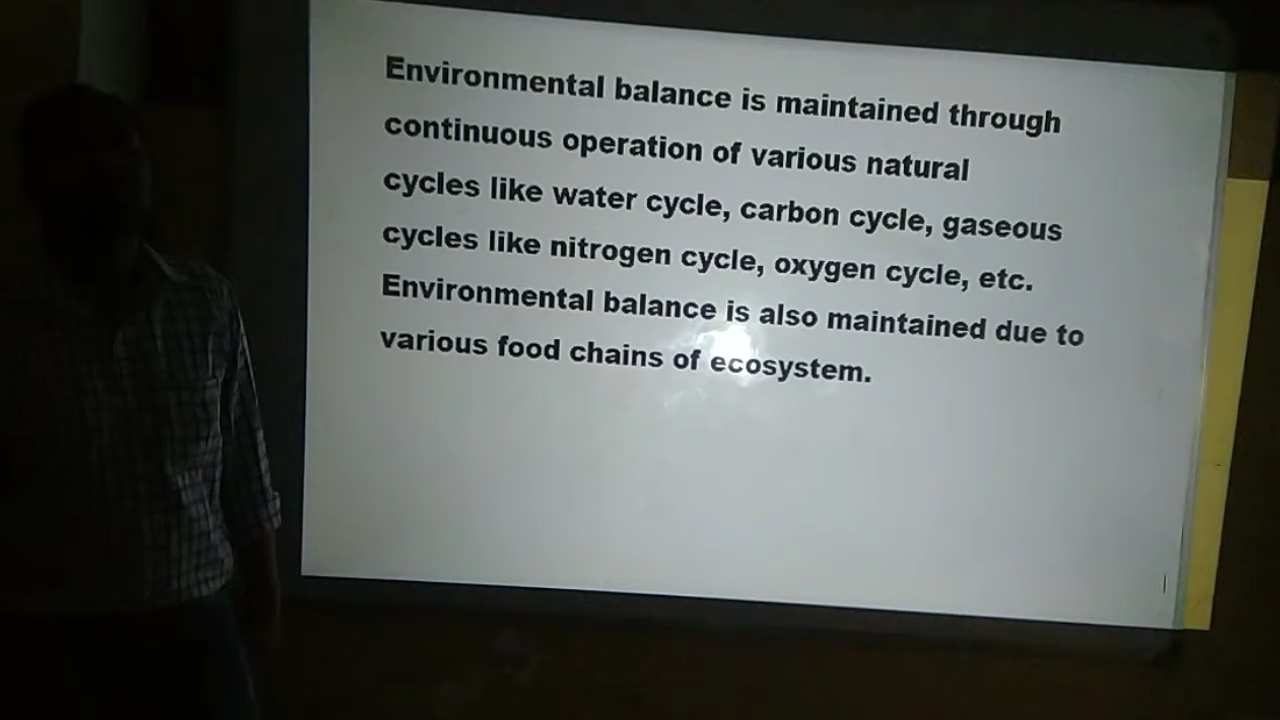 Environmental balance is maintained through
continuous operation of various natural
cycles like water cycle, carbon cycle, gaseous
cycles like nitrogen cycle, oxygen cycle, etc.
Environmental balance is also maintained due to
various food chains of ecosystem.